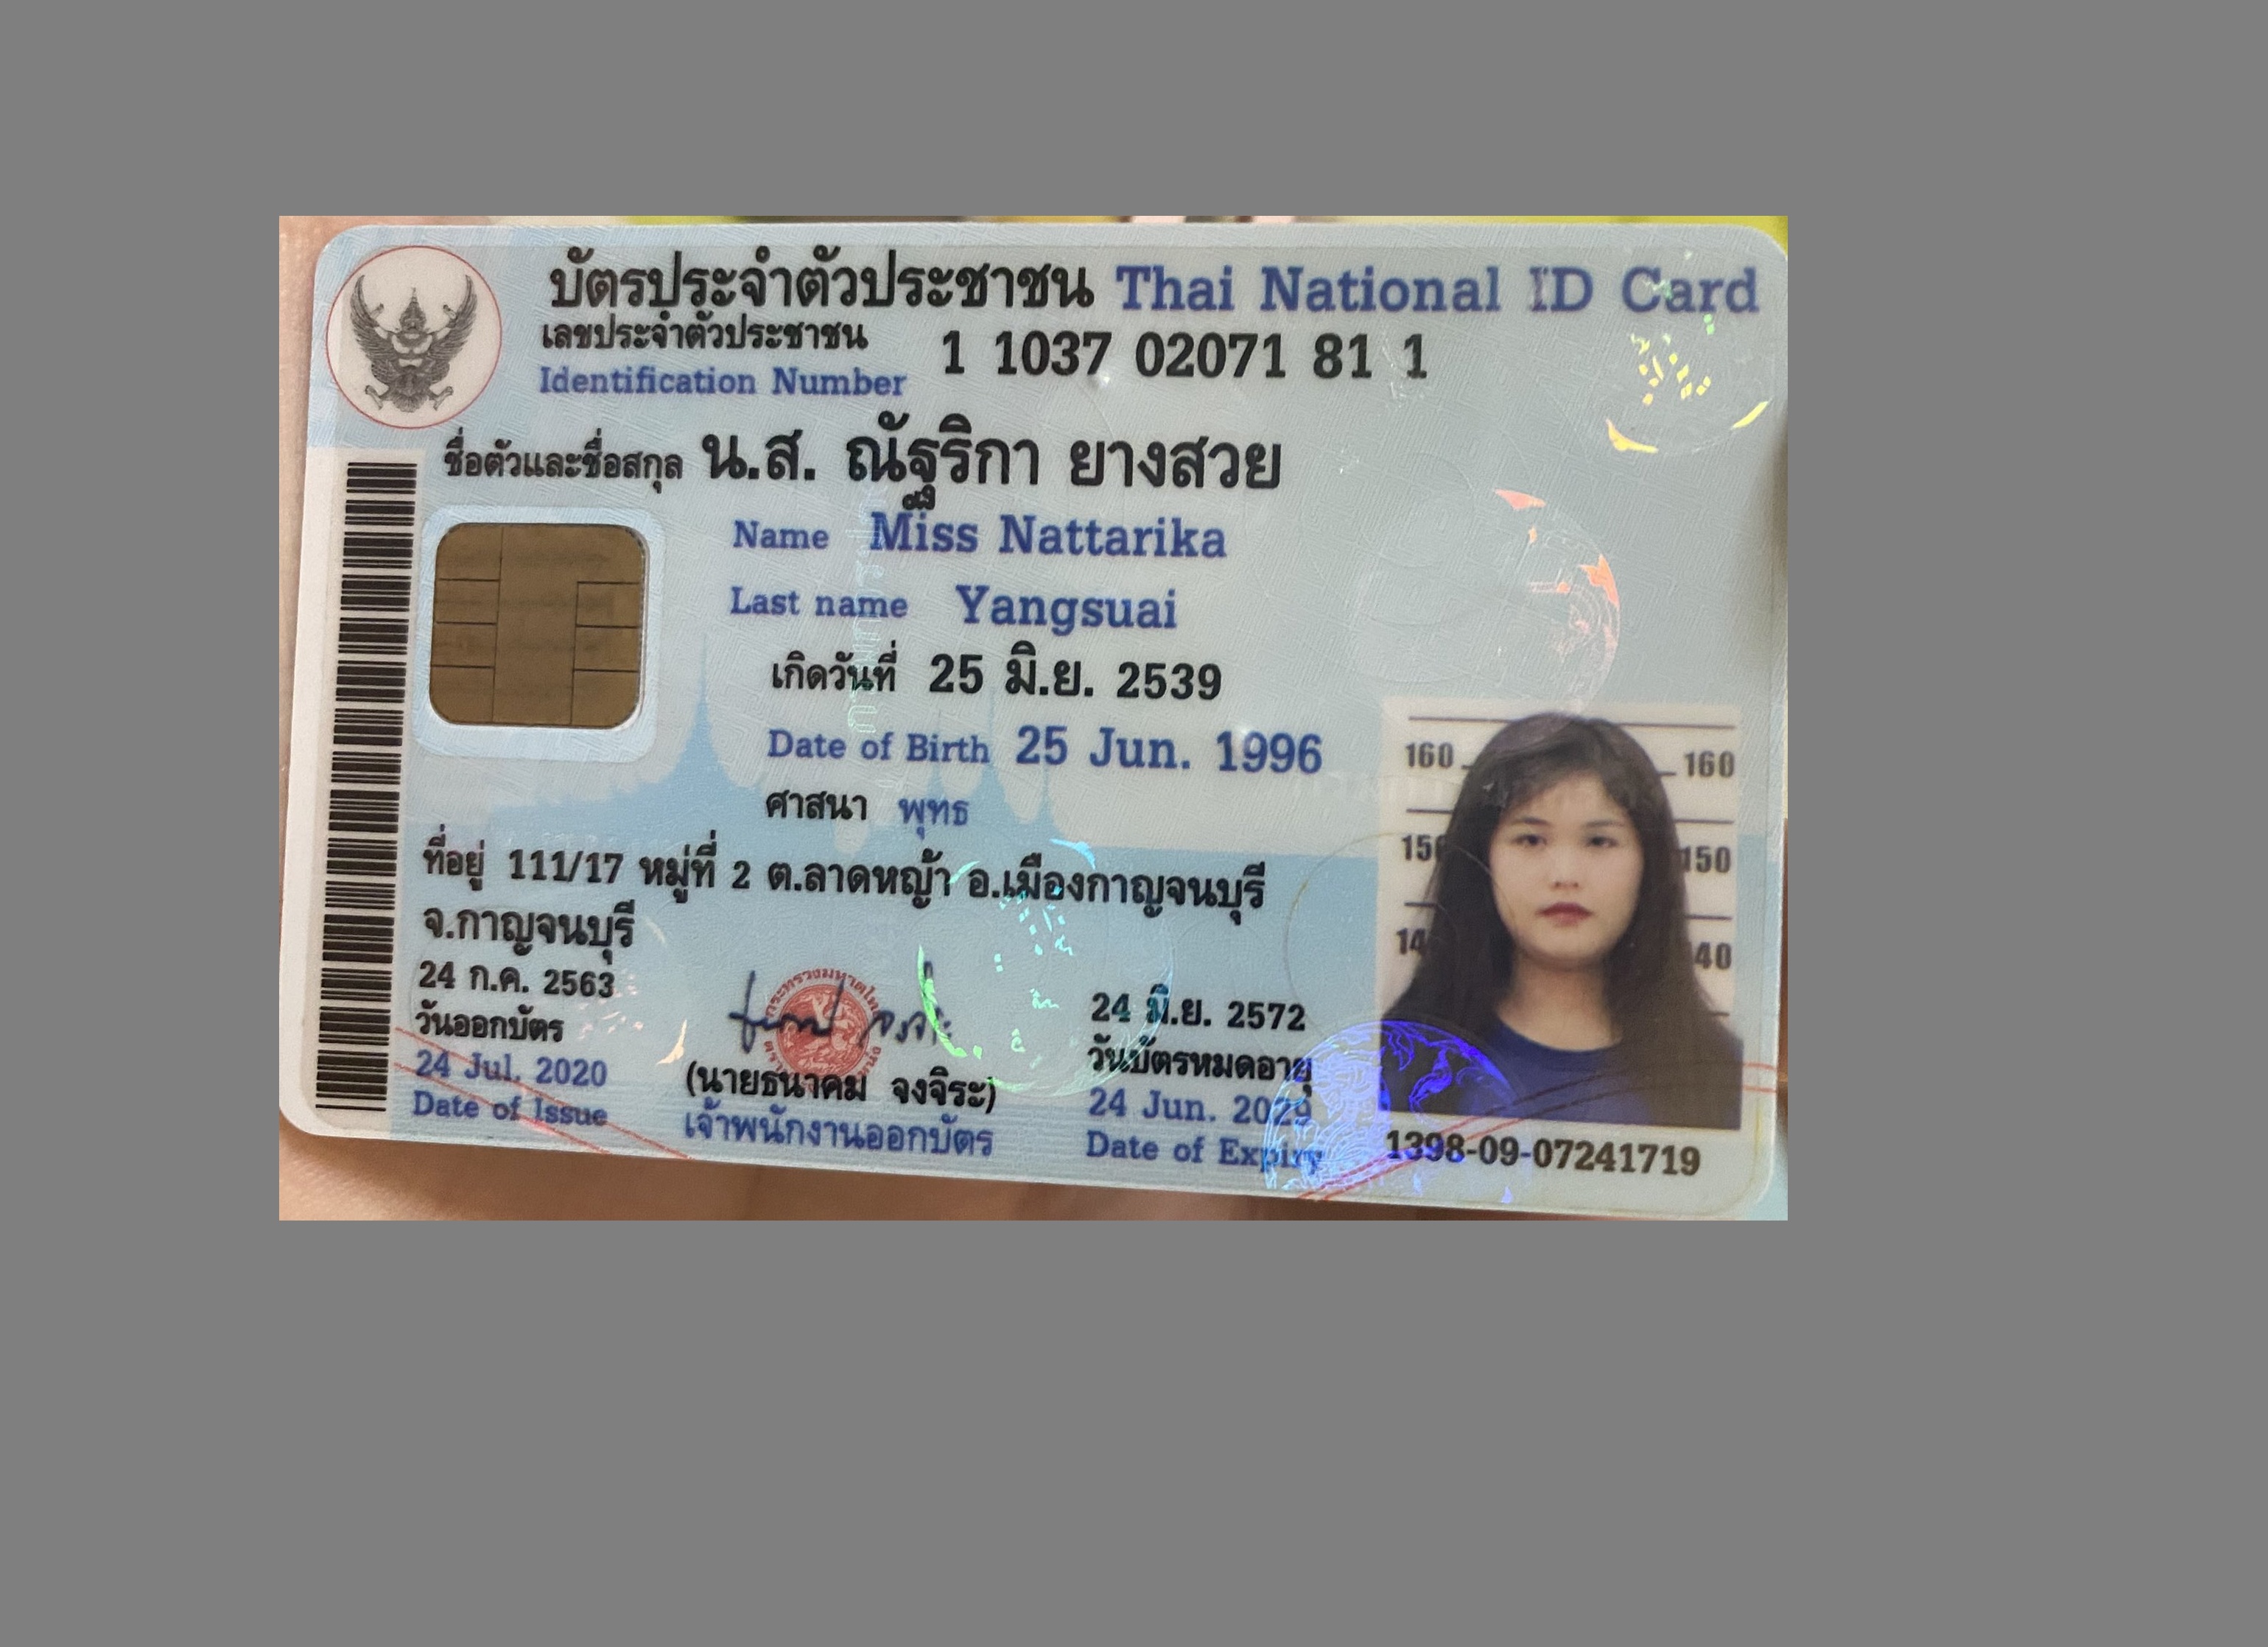 บัตรประจำตัวประชาชน Thai National ID Card
เลขประจำตัวประชาชน
Identification Number 1 1037 02071 81 1
ชื่อตัวและชื่อสกุล น.ส. ณัฐริกา ยางสวย
Name Miss Nattarika
Last name Yangsuai
เกิดวันที่ 25 มิ.ย. 2539
Date of Birth 25 Jun. 1996
ศาสนา พุทธ
ที่อยู่ 111/17 หมู่ที่ 2 ต.ลาดหญ้า อ.เมืองกาญจนบุรี
จ.กาญจนบุรี
24 ก.ค. 2563
วันออกบัตร
24 Jul. 2020
Date of Issue
(นายธนาคม จงจิระ)
เจ้าพนักงานออกบัตร
24 มิ.ย. 2572
วันบัตรหมดอายุ
24 Jun. 2029
Date of Expiry
160 160
150 150
140 140
1398-09-07241719